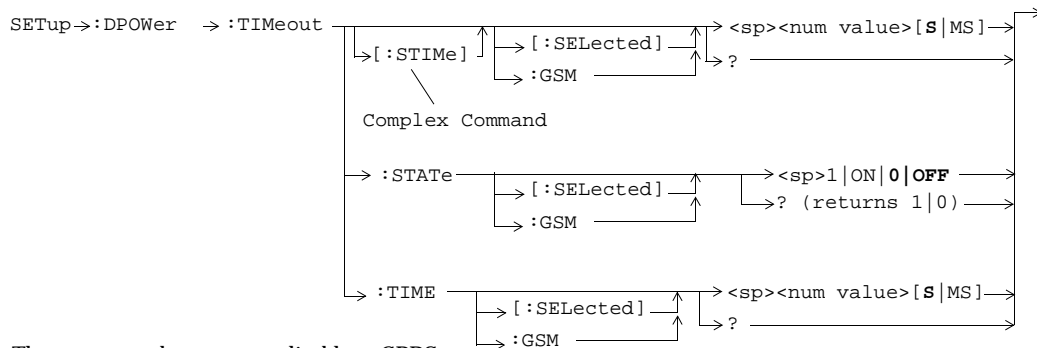 SETup :DPOWer :TIMeout <sp><num value>[S|MS]
[:STIMe] [:SELected] ?
:GSM
Complex Command
:STATe <sp>1|ON|0|OFF
[:SELected] ? (returns 1|0)
:GSM
:TIME <sp><num value>[S|MS]
[:SELected] ?
:GSM